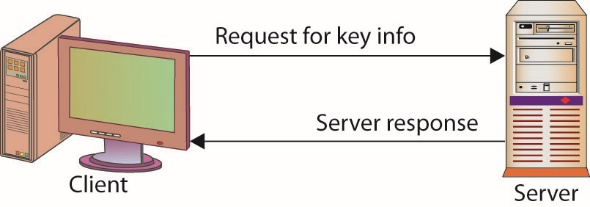 Request for key info
Server response
Client
Server